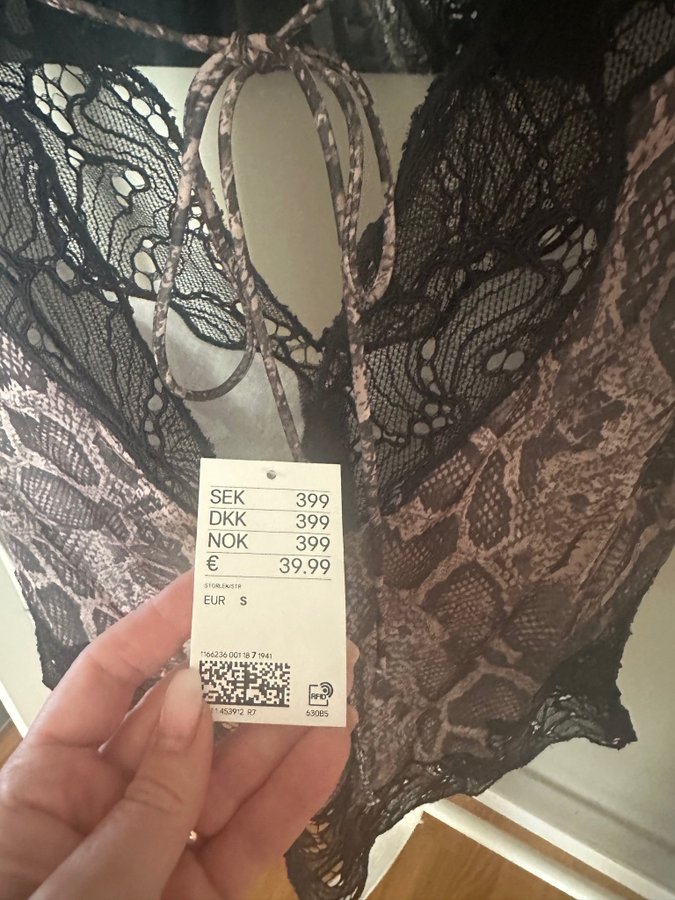 SEK 399
DKK 399
NOK 399
€ 39.99
STORLEK/STR
EUR S
1166236 001 18 7 1941
453912 R7
RFID
630B5